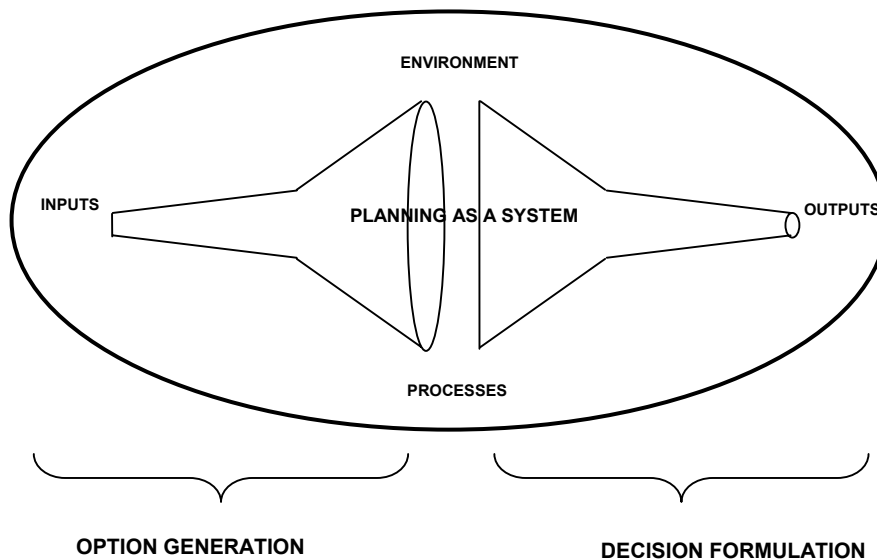 ENVIRONMENT
INPUTS
PLANNING AS A SYSTEM
OUTPUTS
PROCESSES
OPTION GENERATION
DECISION FORMULATION